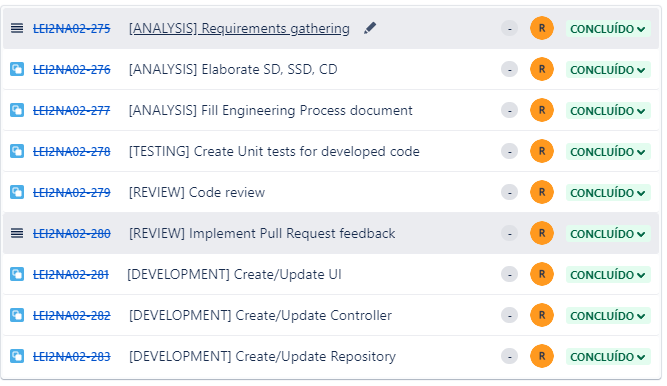 LEI2NA02-275 [ANALYSIS] Requirements gathering - R CONCLUÍDO
LEI2NA02-276 [ANALYSIS] Elaborate SD, SSD, CD - R CONCLUÍDO
LEI2NA02-277 [ANALYSIS] Fill Engineering Process document - R CONCLUÍDO
LEI2NA02-278 [TESTING] Create Unit tests for developed code - R CONCLUÍDO
LEI2NA02-279 [REVIEW] Code review - R CONCLUÍDO
LEI2NA02-280 [REVIEW] Implement Pull Request feedback - R CONCLUÍDO
LEI2NA02-281 [DEVELOPMENT] Create/Update UI - R CONCLUÍDO
LEI2NA02-282 [DEVELOPMENT] Create/Update Controller - R CONCLUÍDO
LEI2NA02-283 [DEVELOPMENT] Create/Update Repository - R CONCLUÍDO